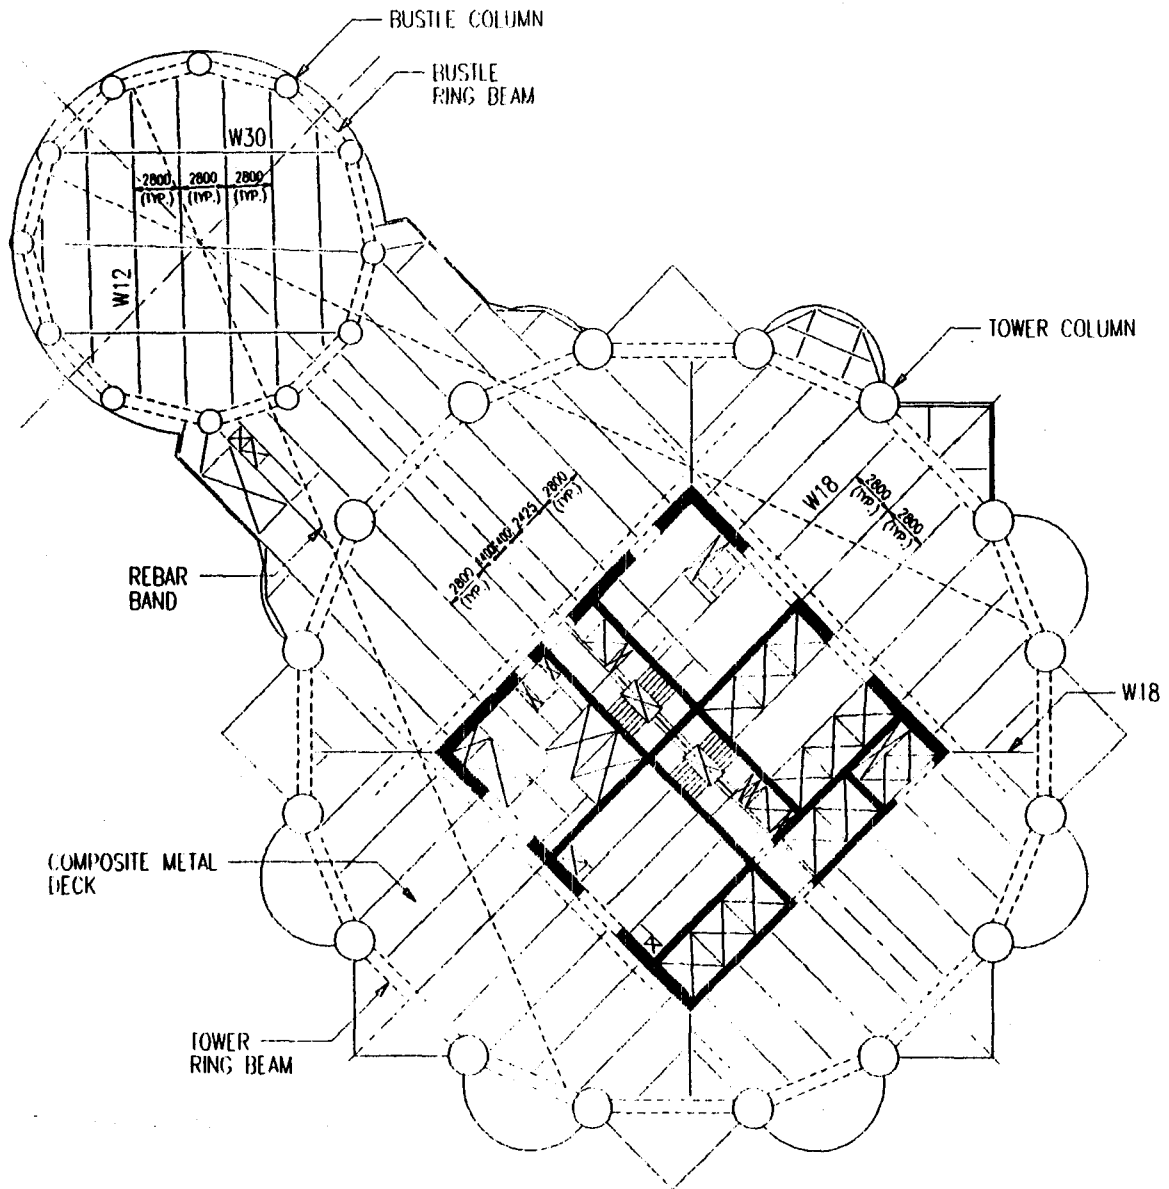 BUSTLE COLUMN
BUSTLE
RING BEAM
W30
2800 2800 2800
(TYP.) (TYP.) (TYP.)
W12
TOWER COLUMN
W18
2800
(TYP.)
2800
(TYP.)
2800
(TYP.)
2425
2800
(TYP.)
REBAR
BAND
W18
COMPOSITE METAL
DECK
TOWER
RING BEAM